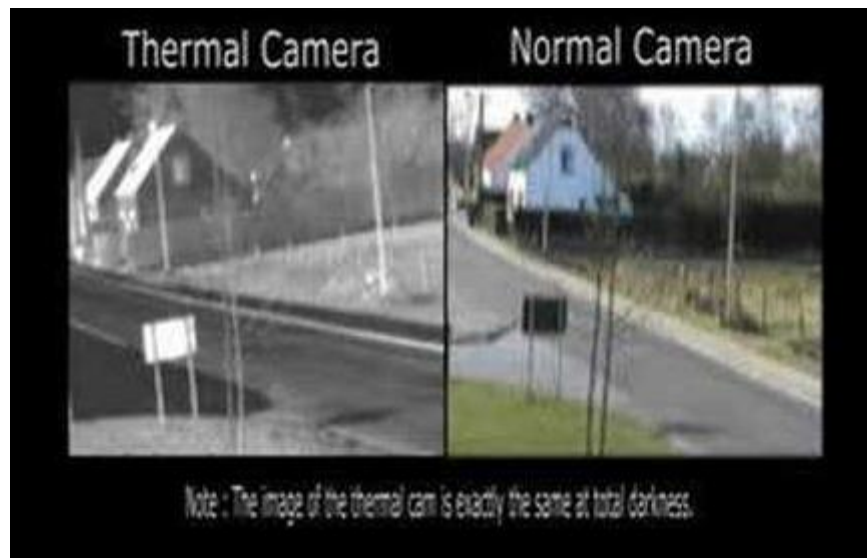 Thermal Camera
Normal Camera
Note : The image of the thermal cam is exactly the same at total darkness.